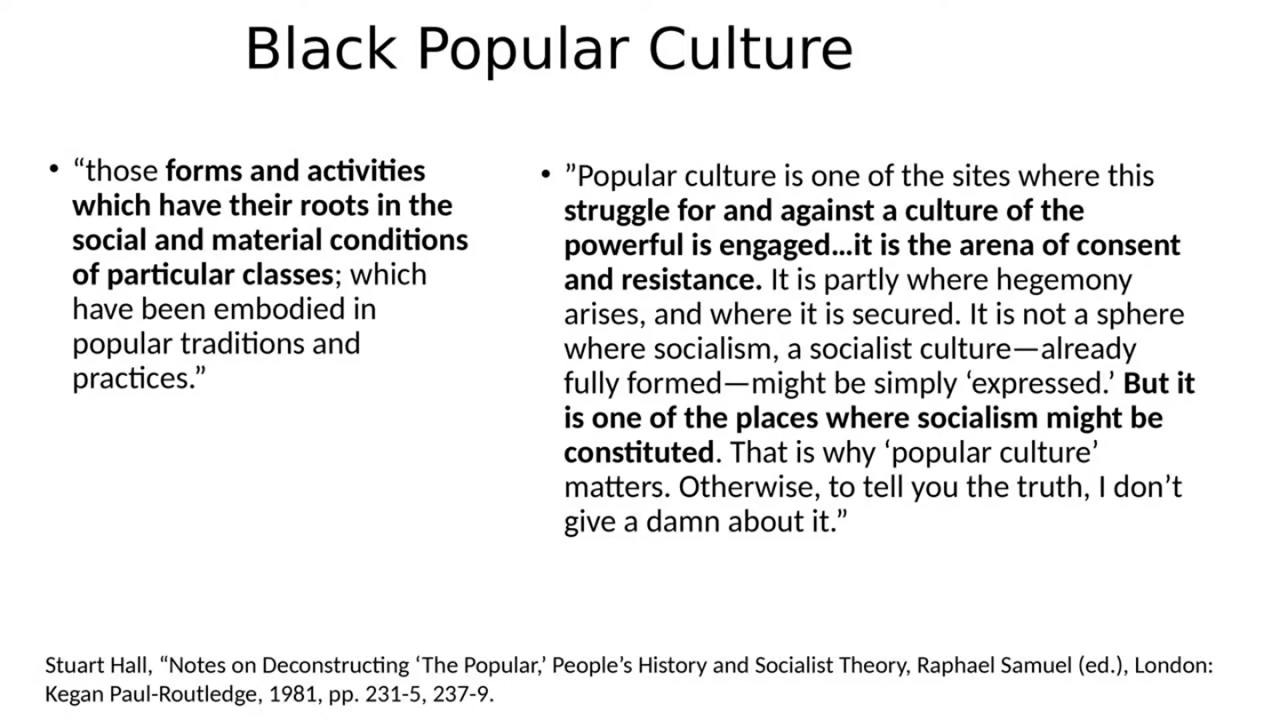 Black Popular Culture
• “those forms and activities
which have their roots in the
social and material conditions
of particular classes; which
have been embodied in
popular traditions and
practices.”
• ”Popular culture is one of the sites where this
struggle for and against a culture of the
powerful is engaged…it is the arena of consent
and resistance. It is partly where hegemony
arises, and where it is secured. It is not a sphere
where socialism, a socialist culture—already
fully formed—might be simply ‘expressed.’ But it
is one of the places where socialism might be
constituted. That is why ‘popular culture’
matters. Otherwise, to tell you the truth, I don’t
give a damn about it.”
Stuart Hall, “Notes on Deconstructing ‘The Popular,’ People’s History and Socialist Theory, Raphael Samuel (ed.), London:
Kegan Paul-Routledge, 1981, pp. 231-5, 237-9.